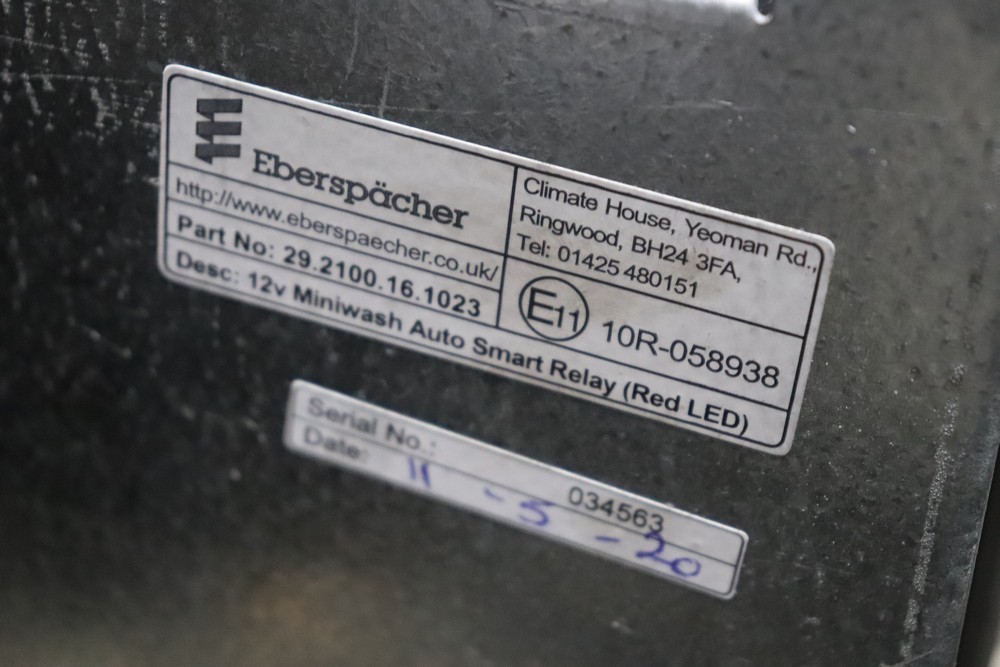 Eberspächer
http://www.eberspaecher.co.uk/
Part No: 29.2100.16.1023
Desc: 12v Miniwash Auto Smart Relay (Red LED)
Climate House, Yeoman Rd.,
Ringwood, BH24 3FA,
Tel: 01425 480151
E11 10R-058938
Serial No.: 034563
Date: 11 - 5 - 20